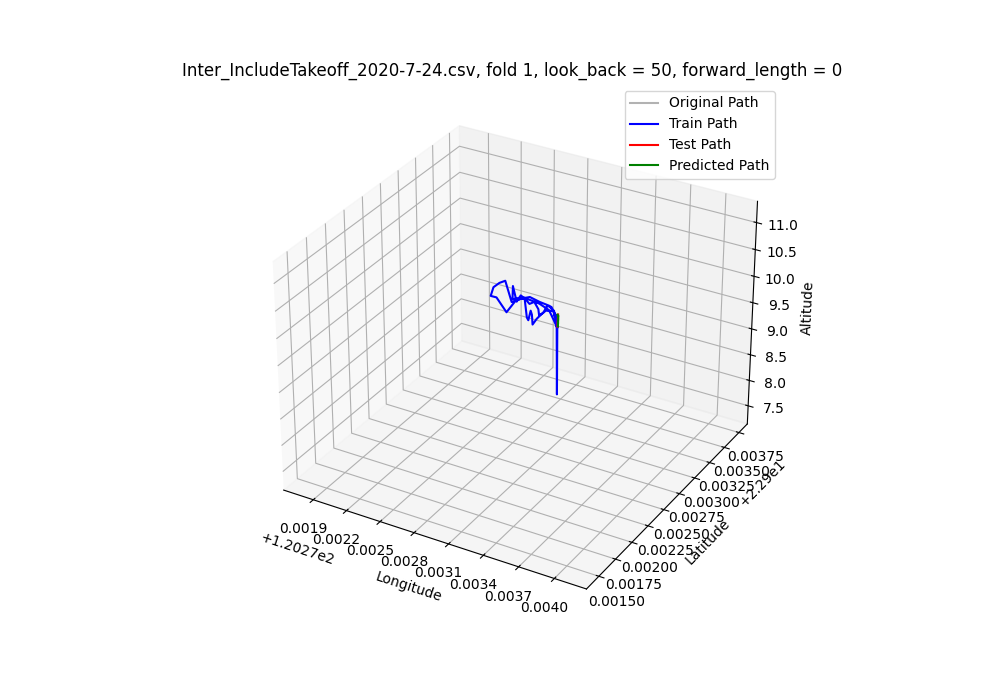 Inter_IncludeTakeoff_2020-7-24.csv, fold 1, look_back = 50, forward_length = 0
Original Path
Train Path
Test Path
Predicted Path
11.0
10.5
10.0
9.5
9.0
8.5
8.0
7.5
Altitude
0.00375
0.00350
0.00325
0.00300
0.00275
0.00250
0.00225
0.00200
0.00175
0.00150
+2.29e1
Latitude
0.0019
0.0022
0.0025
0.0028
0.0031
0.0034
0.0037
0.0040
+1.2027e2
Longitude